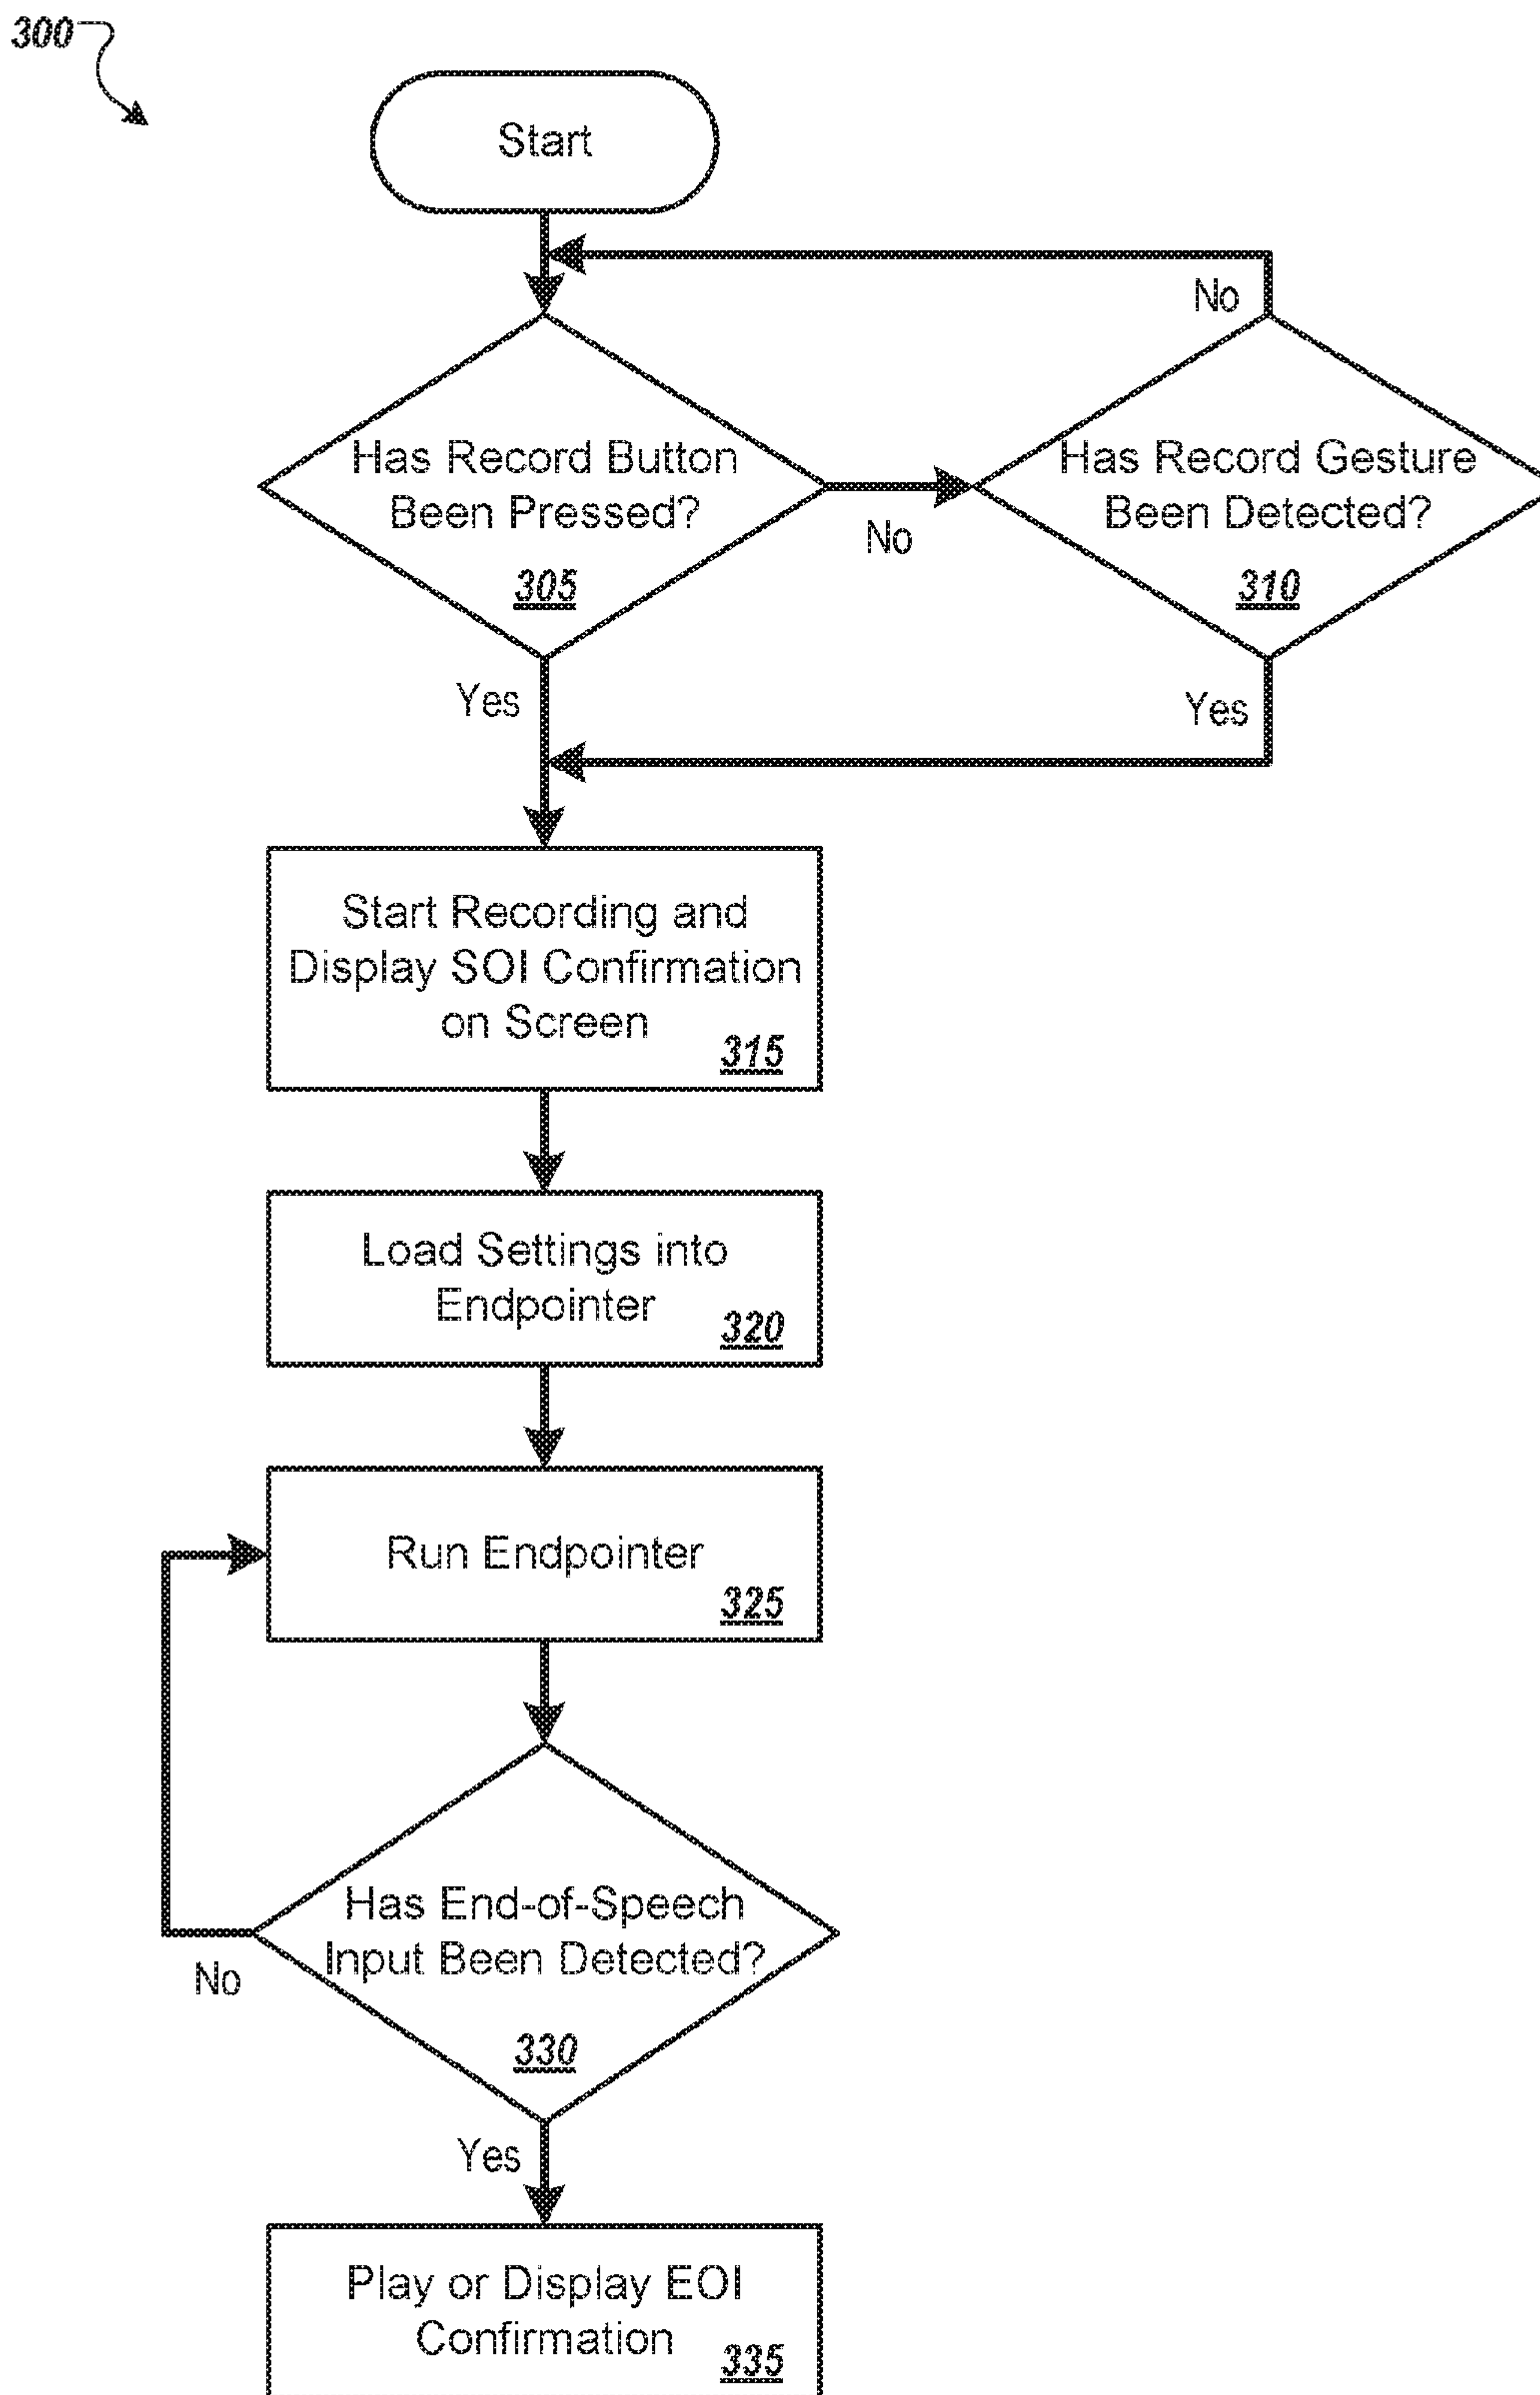 300
Start
No
Has Record Button
Been Pressed?
305
No
Has Record Gesture
Been Detected?
310
Yes
Yes
Start Recording and
Display SOI Confirmation
on Screen
315
Load Settings into
Endpointer
320
Run Endpointer
325
Has End-of-Speech
Input Been Detected?
330
No
Yes
Play or Display EOI
Confirmation
335